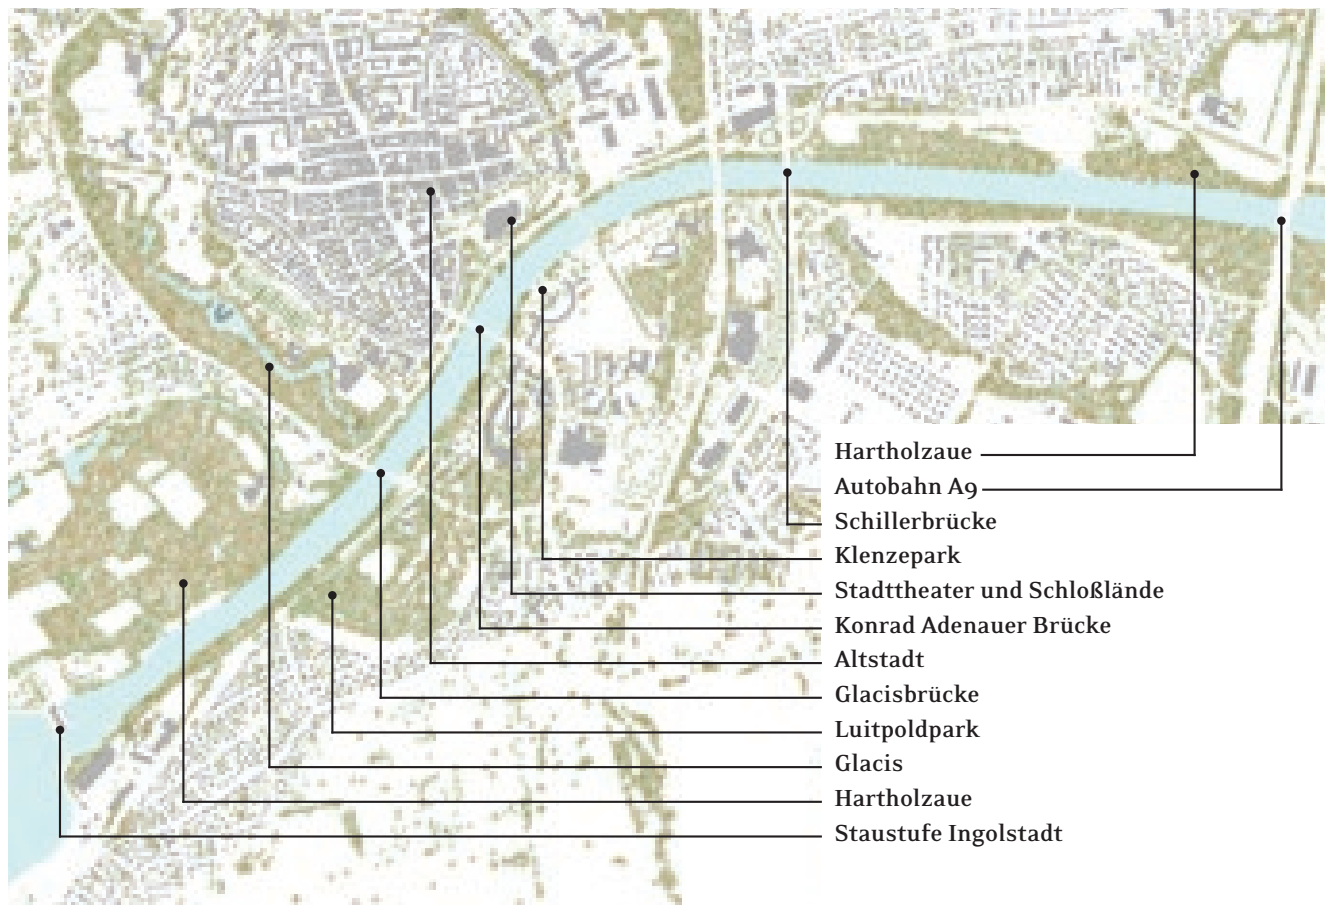 Hartholzaue
Autobahn A9
Schillerbrücke
Klenzepark
Stadttheater und Schloßlände
Konrad Adenauer Brücke
Altstadt
Glacisbrücke
Luitpoldpark
Glacis
Hartholzaue
Staustufe Ingolstadt